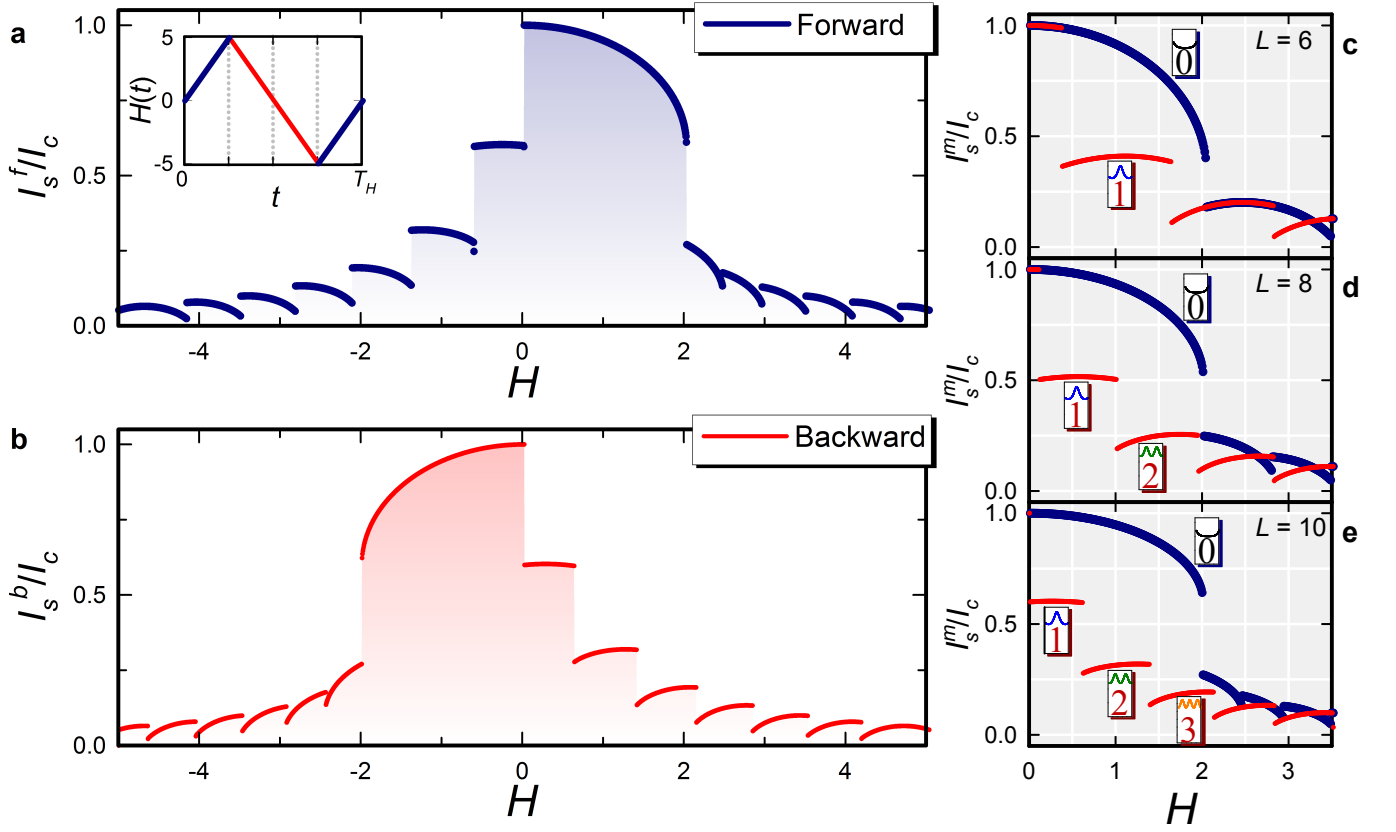 a
1.0
0.5
0.0
I_s^f/I_c
5
0
-5
H(t)
0
t
T_H
Forward
-4
-2
0
2
4
H
b
1.0
0.5
0.0
I_s^b/I_c
Backward
-4
-2
0
2
4
H
c
L = 6
1.0
0.5
0.0
I_s^m/I_c
0
1
d
L = 8
1.0
0.5
0.0
I_s^m/I_c
0
1
2
e
L = 10
1.0
0.5
0.0
I_s^m/I_c
0
1
2
3
0
1
2
3
H